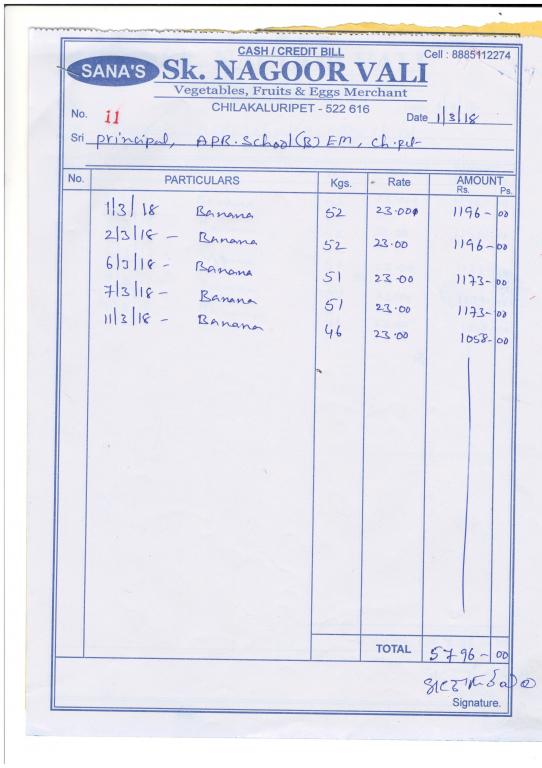 CASH / CREDIT BILL
Cell : 8885112274
SANA'S Sk. NAGOOR VALI
Vegetables, Fruits & Eggs Merchant
CHILAKALURIPET - 522 616
No. 11 Date 1/3/18
Sri principal, APR. School (B) EM, Ch.pet
No. PARTICULARS Kgs. Rate AMOUNT
Rs. Ps.
1/3/18 Banana 52 23.00 1196-00
2/3/18 - Banana 52 23.00 1196-00
6/3/18 - Banana 51 23.00 1173-00
7/3/18 - Banana 51 23.00 1173-00
11/3/18 - Banana 46 23.00 1058-00
TOTAL 5796-00
Signature.